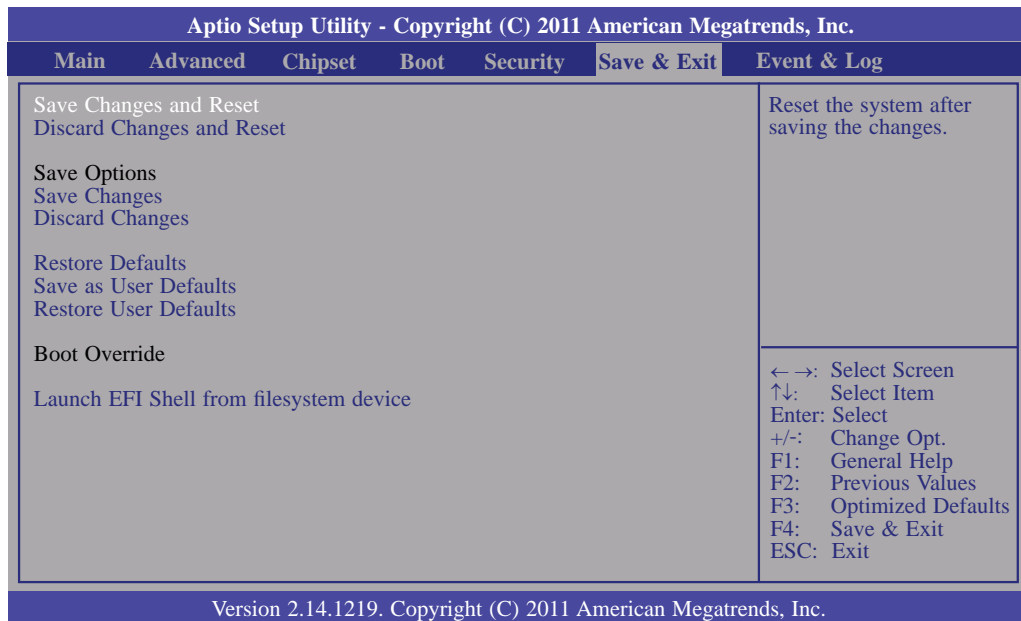 Aptio Setup Utility - Copyright (C) 2011 American Megatrends, Inc.
Main Advanced Chipset Boot Security Save & Exit Event & Log
Save Changes and Reset
Discard Changes and Reset
Save Options
Save Changes
Discard Changes
Restore Defaults
Save as User Defaults
Restore User Defaults
Boot Override
Launch EFI Shell from filesystem device
Reset the system after
saving the changes.
←→: Select Screen
↑↓: Select Item
Enter: Select
+/-: Change Opt.
F1: General Help
F2: Previous Values
F3: Optimized Defaults
F4: Save & Exit
ESC: Exit
Version 2.14.1219. Copyright (C) 2011 American Megatrends, Inc.